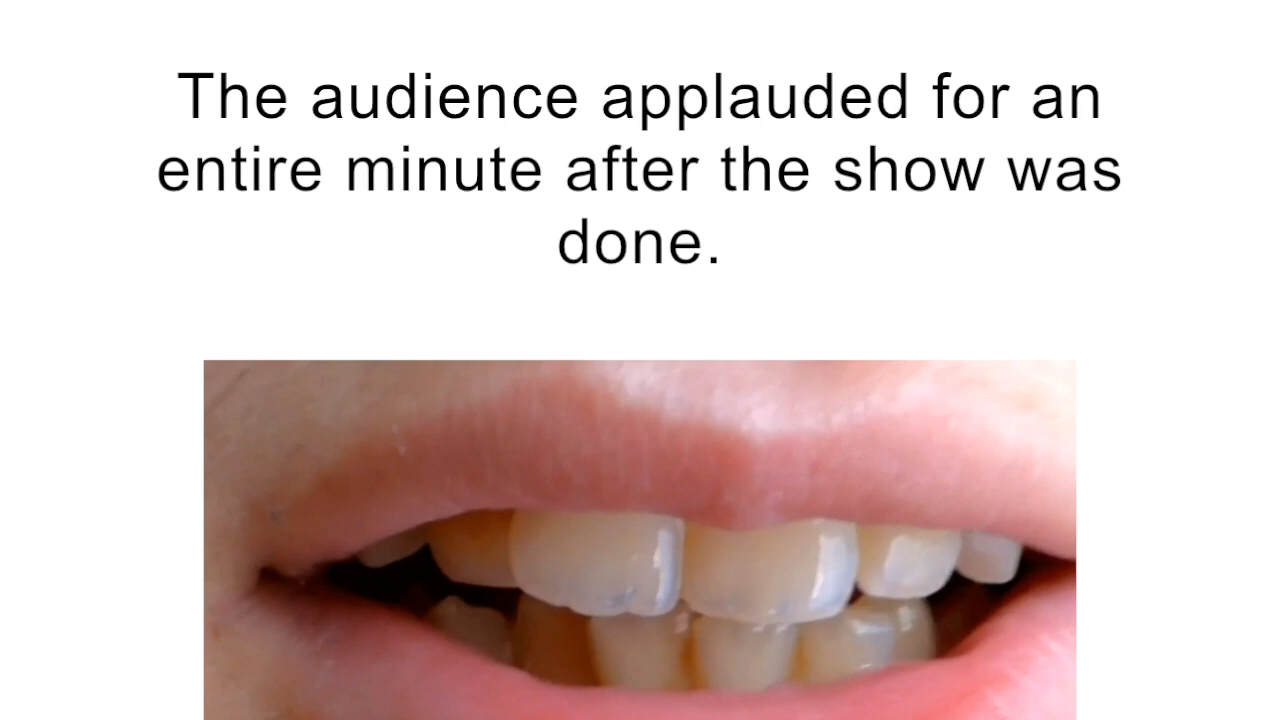 The audience applauded for an
entire minute after the show was
done.